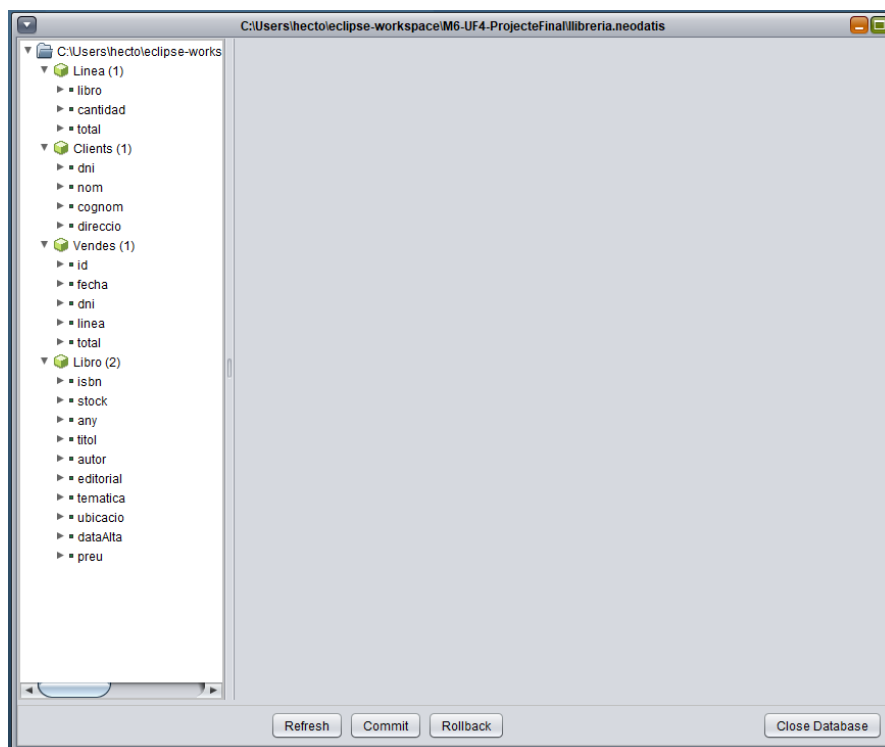 C:\Users\hecto\eclipse-workspace\M6-UF4-ProjecteFinal\llibreria.neodatis
C:\Users\hecto\eclipse-works
Linea (1)
libro
cantidad
total
Clients (1)
dni
nom
cognom
direccio
Vendes (1)
id
fecha
dni
linea
total
Libro (2)
isbn
stock
any
titol
autor
editorial
tematica
ubicacio
dataAlta
preu
Refresh Commit Rollback Close Database